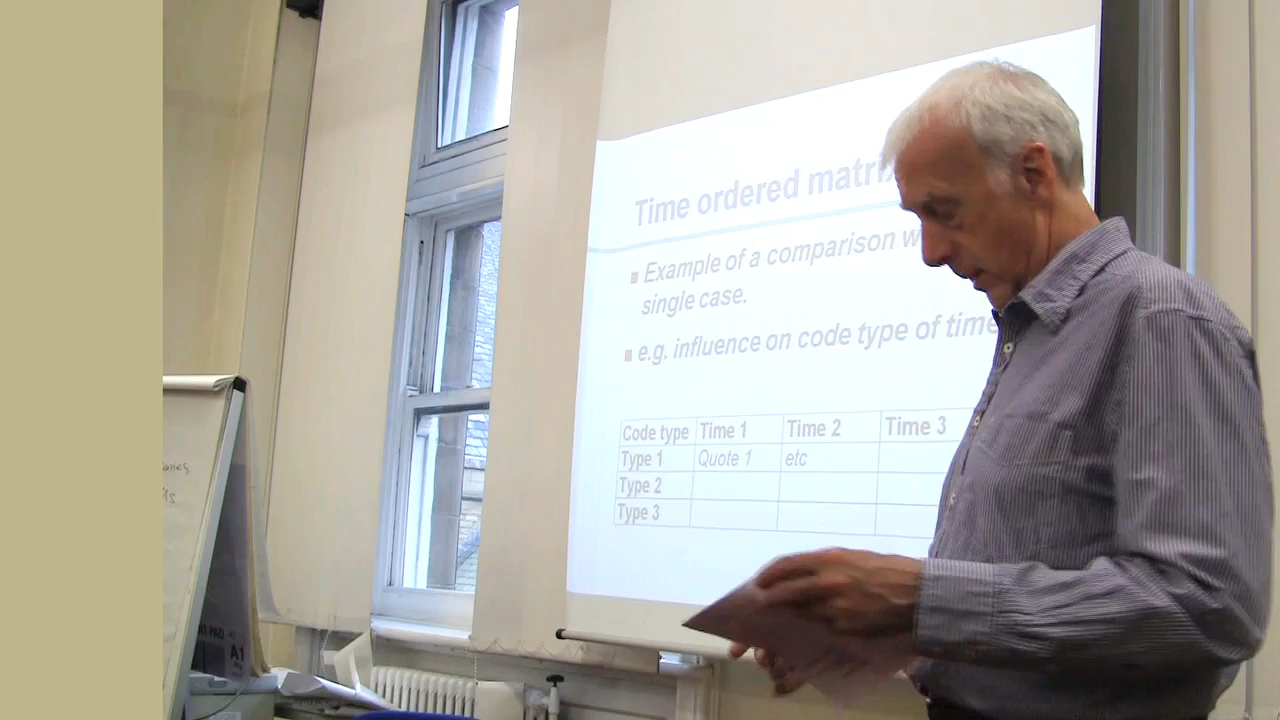 Time ordered
Example of a comparison
single case.
e.g. influence on code type of time
Code type Time 1 Time 2 Time 3
Type 1 Quote 1 etc
Type 2
Type 3
A1